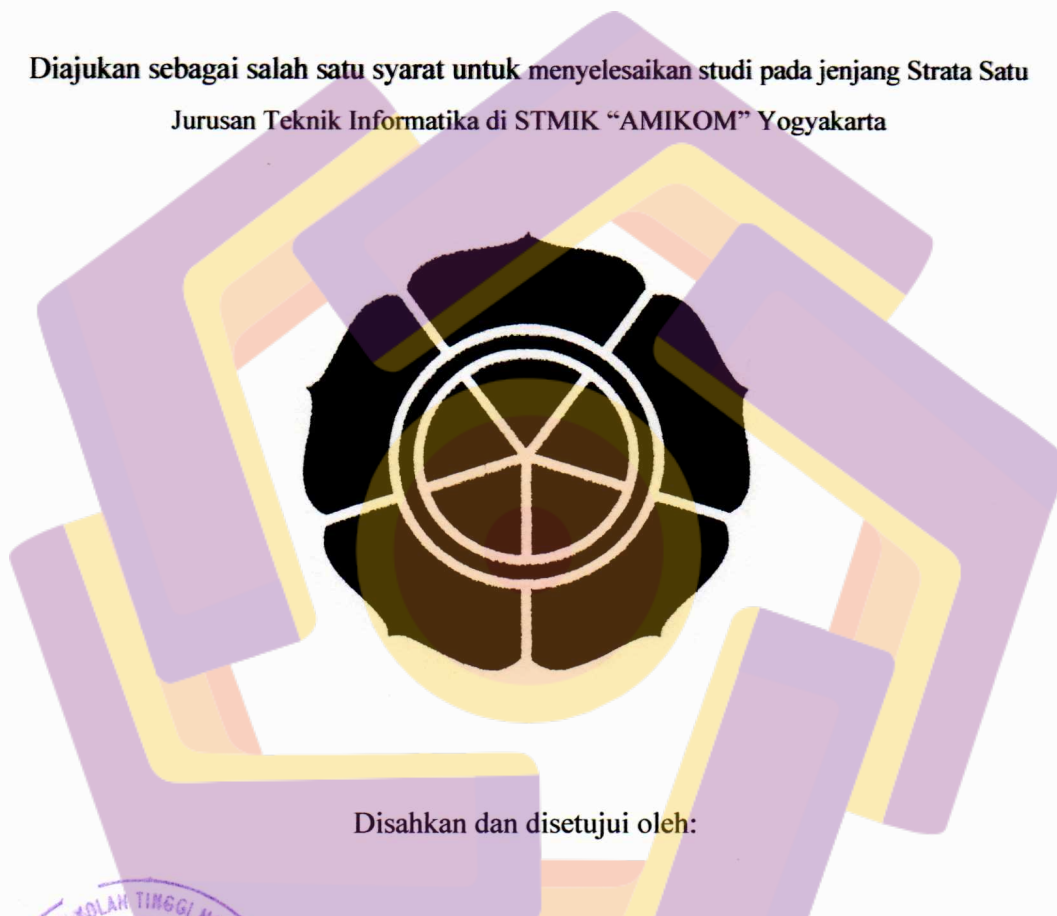 Diajukan sebagai salah satu syarat untuk menyelesaikan studi pada jenjang Strata Satu
Jurusan Teknik Informatika di STMIK “AMIKOM” Yogyakarta
Disahkan dan disetujui oleh:
TINGGI